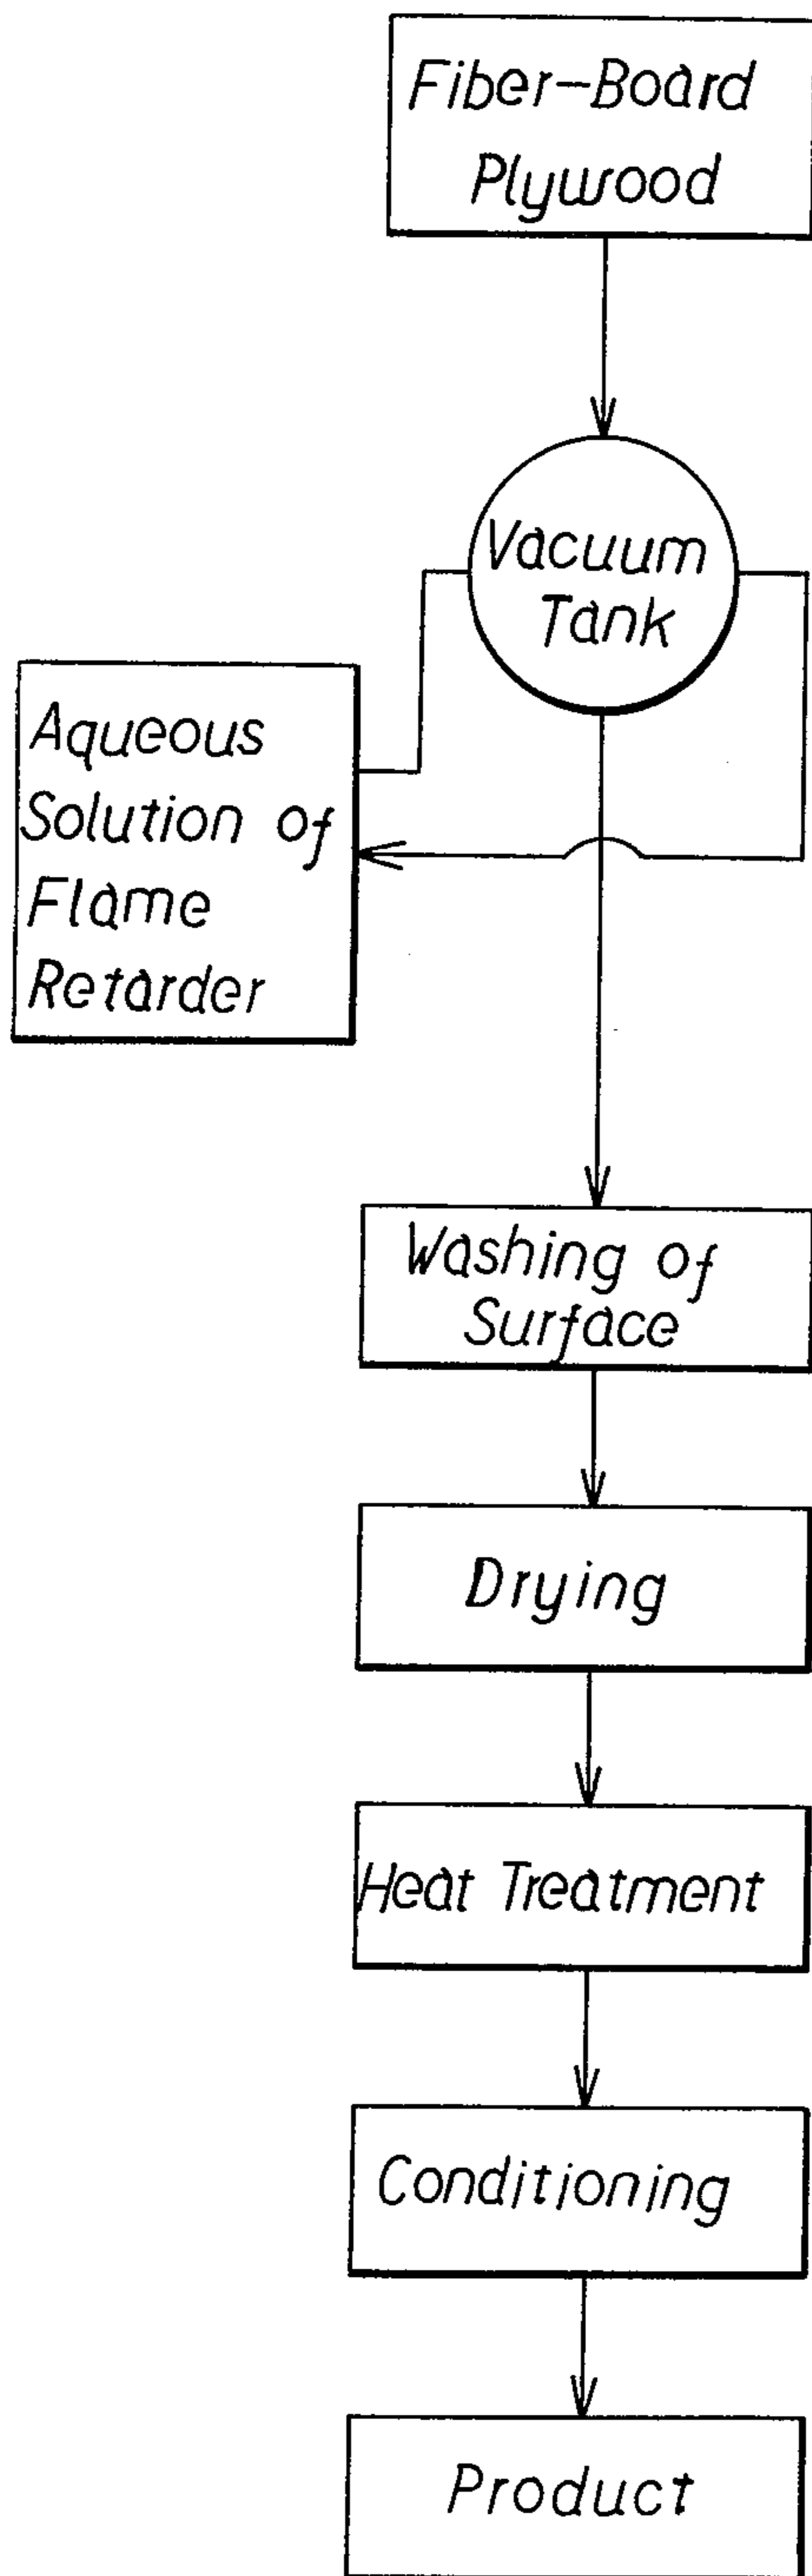 Fiber-Board
Plywood
Vacuum
Tank
Aqueous
Solution of
Flame
Retarder
Washing of
Surface
Drying
Heat Treatment
Conditioning
Product